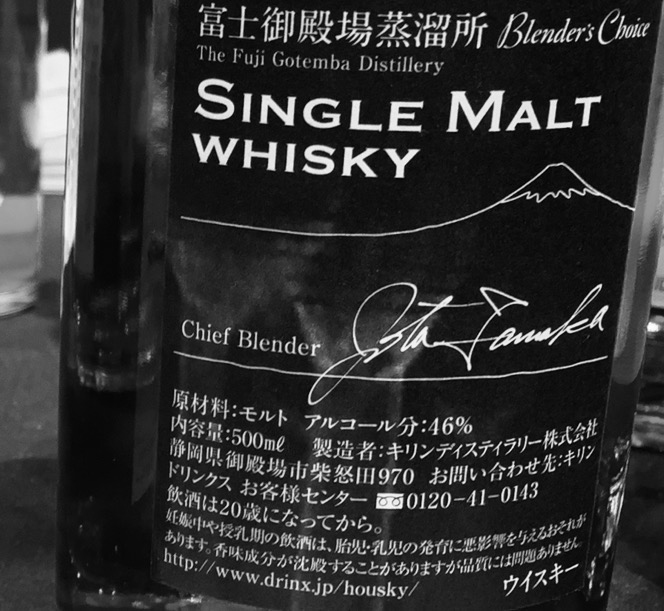 富士御殿場蒸溜所 Blender's Choice
The Fuji Gotemba Distillery
SINGLE MALT
WHISKY
Chief Blender Jota Tanaka
原材料:モルト アルコール分:46%
内容量:500mℓ 製造者:キリンディスティラリー株式会社
静岡県御殿場市柴怒田970 お問い合わせ先:キリン
ドリンクス お客様センター 0120-41-0143
飲酒は20歳になってから。
妊娠中や授乳期の飲酒は、胎児・乳児の発育に悪影響を与えるおそれが
あります。香味成分が沈殿することがありますが品質には問題ありません。
http://www.drinx.jp/housky/
ウイスキー